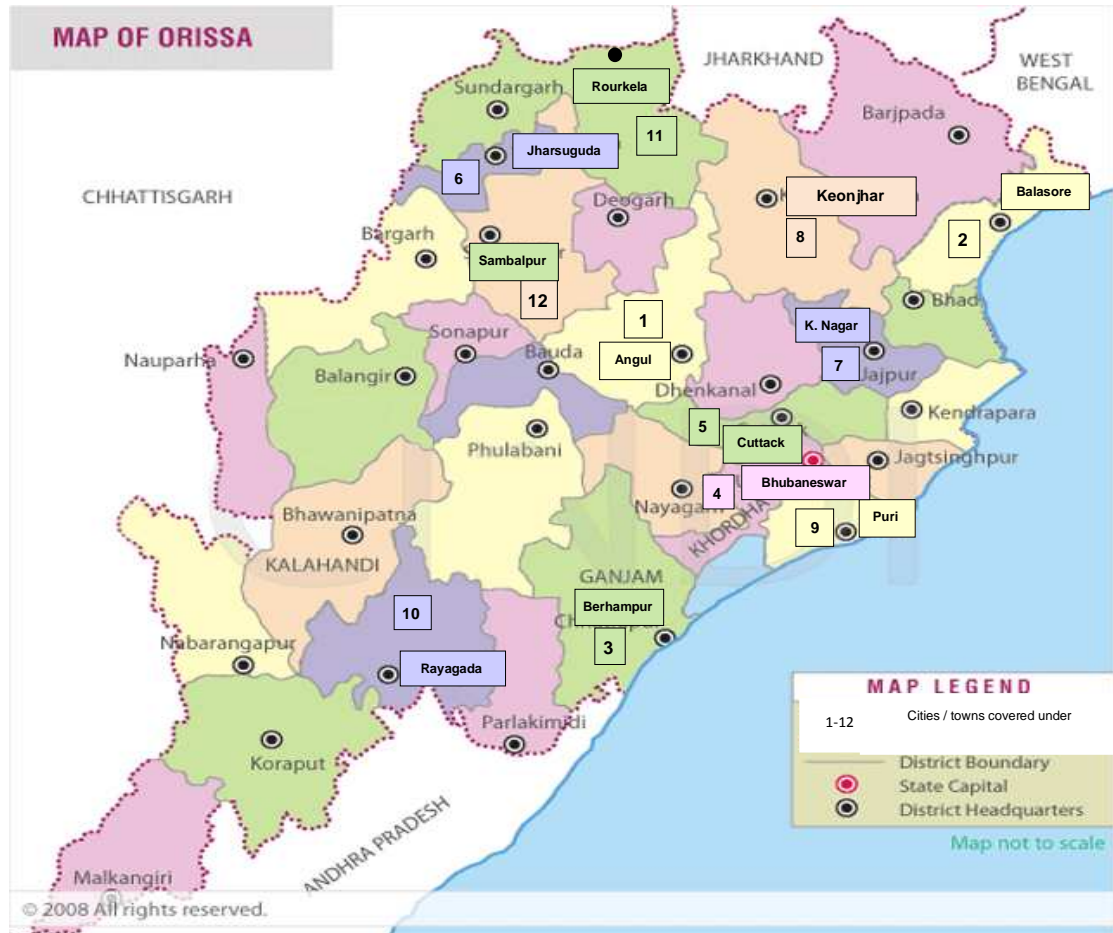 MAP OF ORISSA
JHARKHAND
WEST
BENGAL
Rourkela
Sundargarh
Barjpada
11
Jharsuguda
6
CHHATTISGARH
Keonjhar
Balasore
Deogarh
Bargarh
8
2
Sambalpur
12
Bhad
1
K. Nagar
Sonapur
Nauparha
Bauda
Angul
7
Jajpur
Balangir
Dhenkanal
Kendrapara
5
Cuttack
Phulabani
Jagtsinghpur
Bhubaneswar
4
Nayagarh
KHORDHA
Puri
9
Bhawanipatna
KALAHANDI
GANJAM
10
Berhampur
3
Nabarangapur
Rayagada
Parlakimidi
Koraput
ANDHRA PRADESH
Malkangiri
MAP LEGEND
1-12 Cities / towns covered under
District Boundary
State Capital
District Headquarters
Map not to scale
© 2008 All rights reserved.